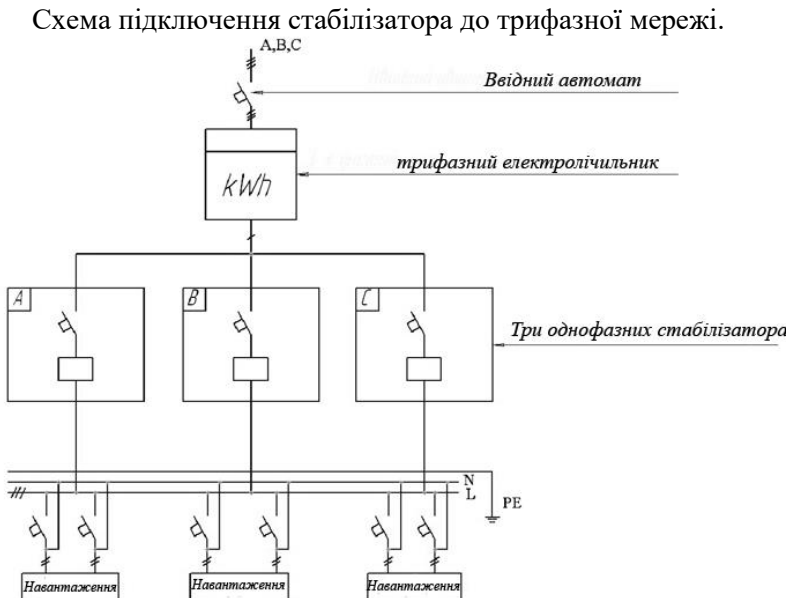 Схема підключення стабілізатора до трифазної мережі.
A,B,C
Ввідний автомат
трифазний електролічильник
kWh
A
B
C
Три однофазних стабілізатора
N
L
PE
Навантаження
Навантаження
Навантаження